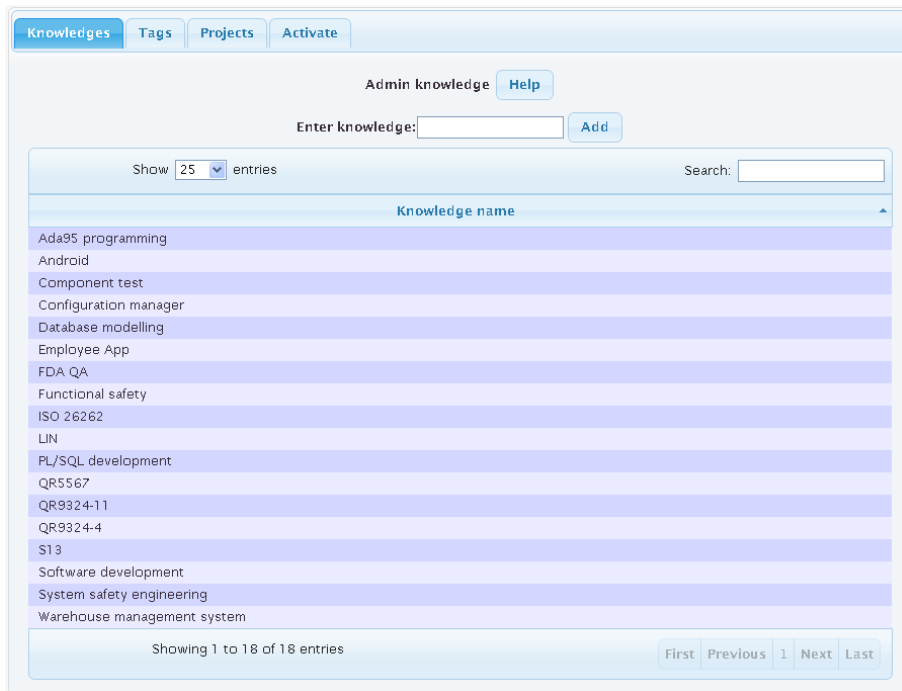 Knowledges Tags Projects Activate
Admin knowledge Help
Enter knowledge: Add
Show 25 entries Search:
Knowledge name
Ada95 programming
Android
Component test
Configuration manager
Database modelling
Employee App
FDA QA
Functional safety
ISO 26262
LIN
PL/SQL development
QR5567
QR9324-11
QR9324-4
S13
Software development
System safety engineering
Warehouse management system
Showing 1 to 18 of 18 entries First Previous 1 Next Last